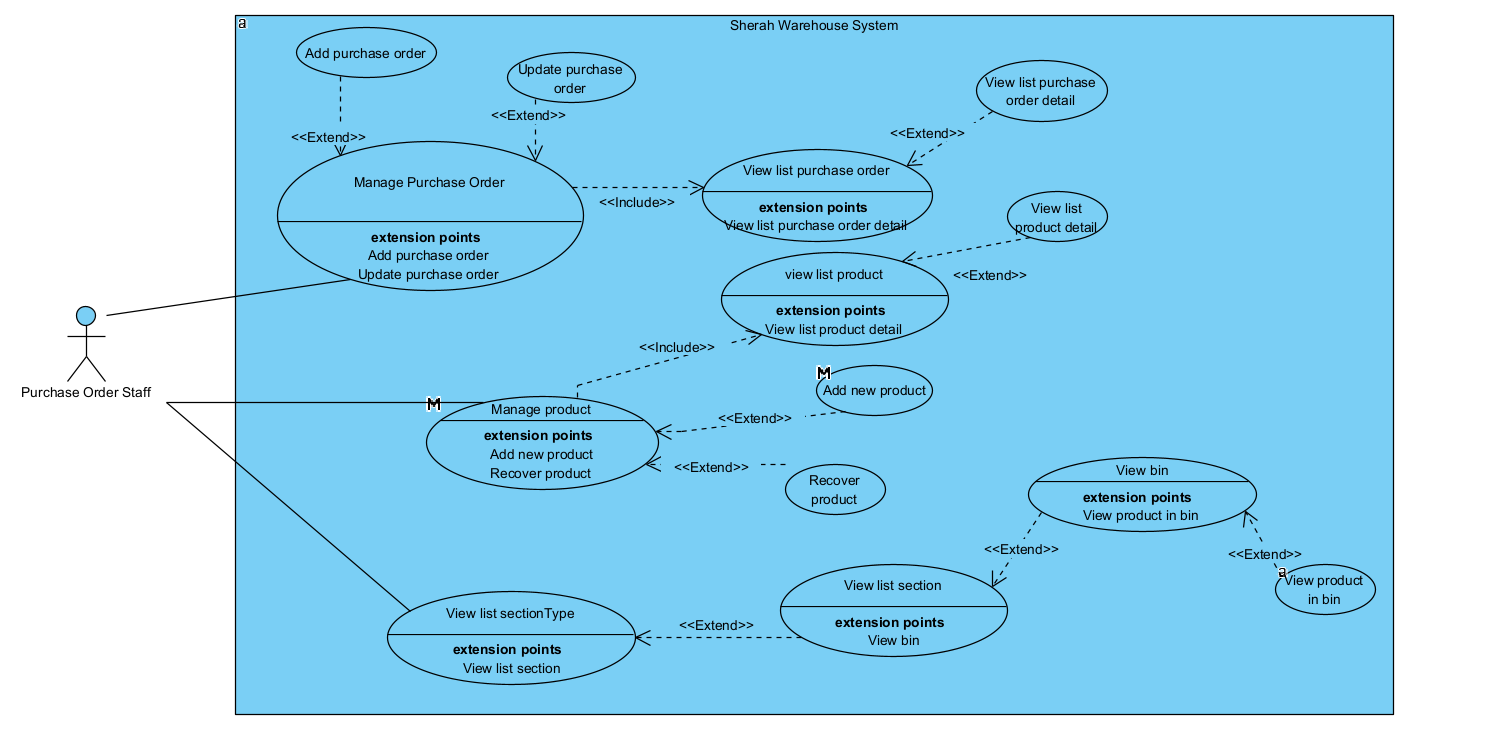 a
Sherah Warehouse System
Add purchase order
Update purchase
order
View list purchase
order detail
<<Extend>>
<<Extend>>
<<Extend>>
Manage Purchase Order
extension points
Add purchase order
Update purchase order
<<Include>>
View list purchase order
extension points
View list purchase order detail
View list
product detail
<<Extend>>
view list product
extension points
View list product detail
Purchase Order Staff
<<Include>>
M
Add new product
M
Manage product
extension points
Add new product
Recover product
<<Extend>>
<<Extend>>
Recover
product
View bin
extension points
View product in bin
<<Extend>>
<<Extend>>
a
View product
in bin
View list section
extension points
View bin
<<Extend>>
View list sectionType
extension points
View list section